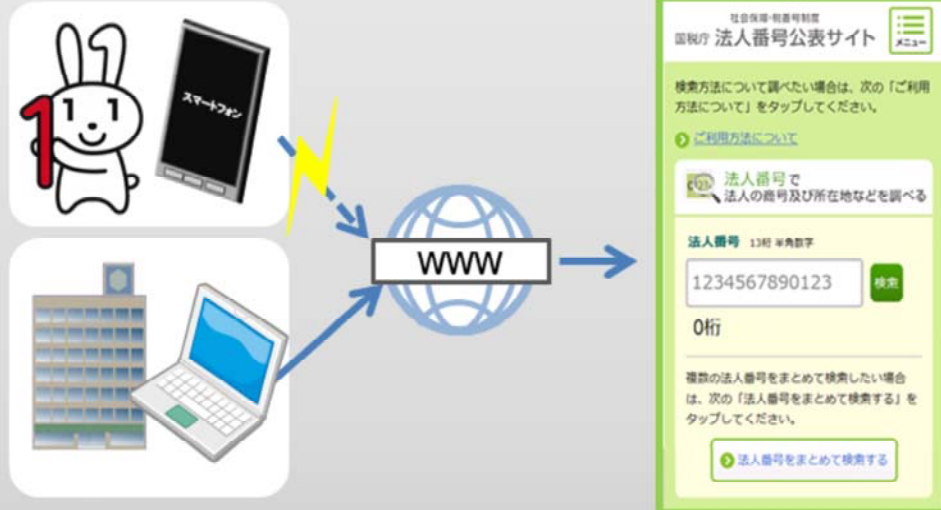 スマートフォン
1
WWW
社会保障・税番号制度
国税庁 法人番号公表サイト
メニュー
検索方法について調べたい場合は、次の「ご利用
方法について」をタップしてください。
ご利用方法について
法人番号で
法人の商号及び所在地などを調べる
法人番号 13桁 半角数字
1234567890123
検索
0桁
複数の法人番号をまとめて検索したい場合
は、次の「法人番号をまとめて検索する」を
タップしてください。
法人番号をまとめて検索する